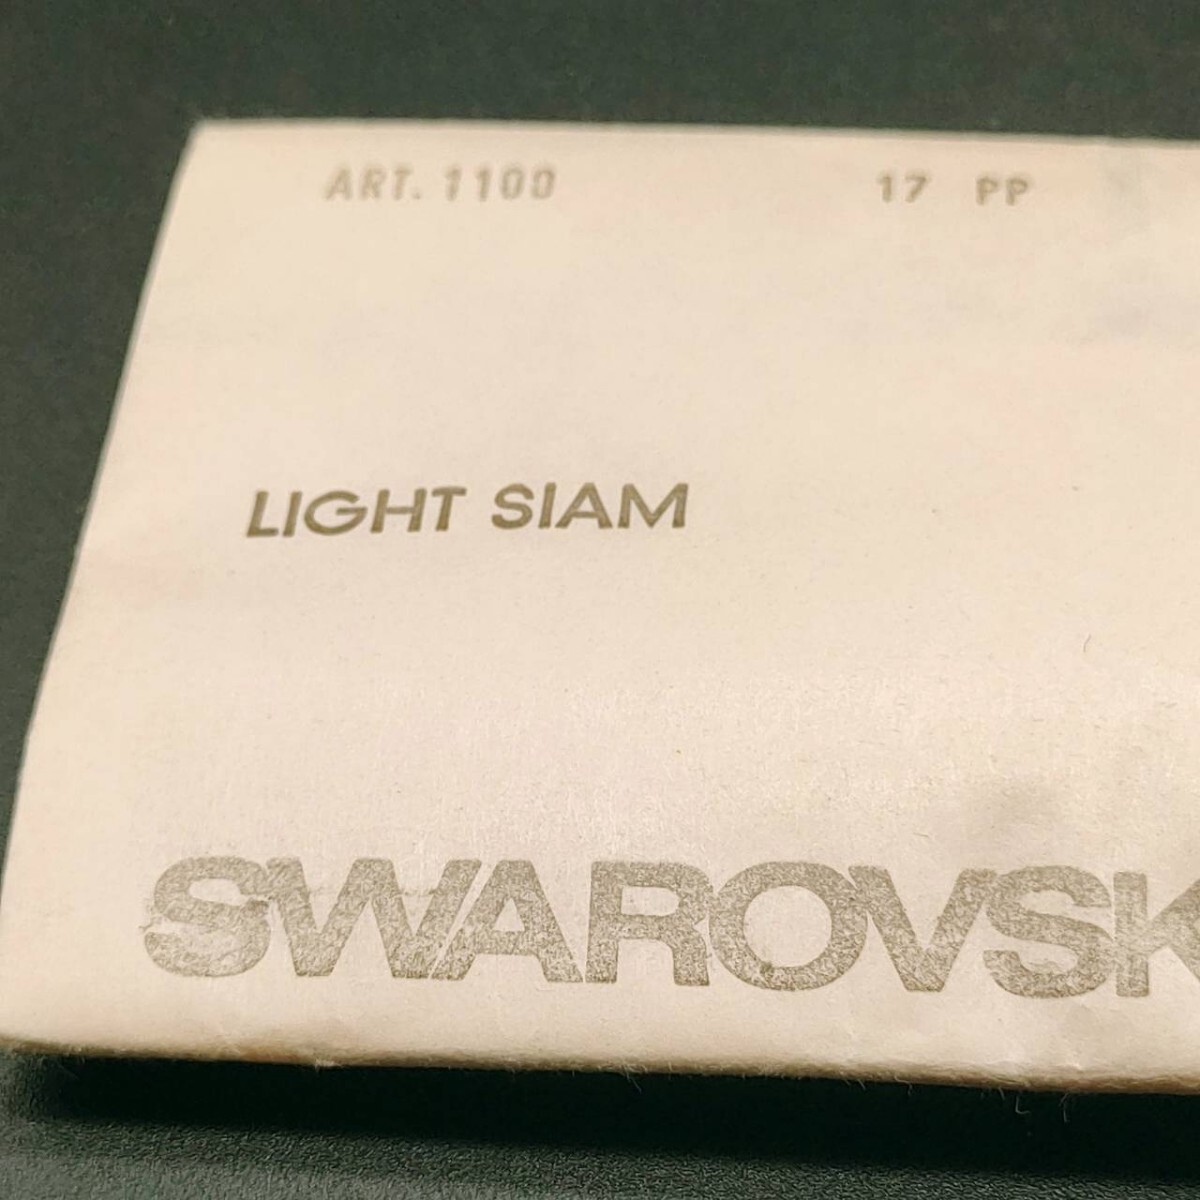 ART. 1100 17 PP
LIGHT SIAM
SWAROVSK